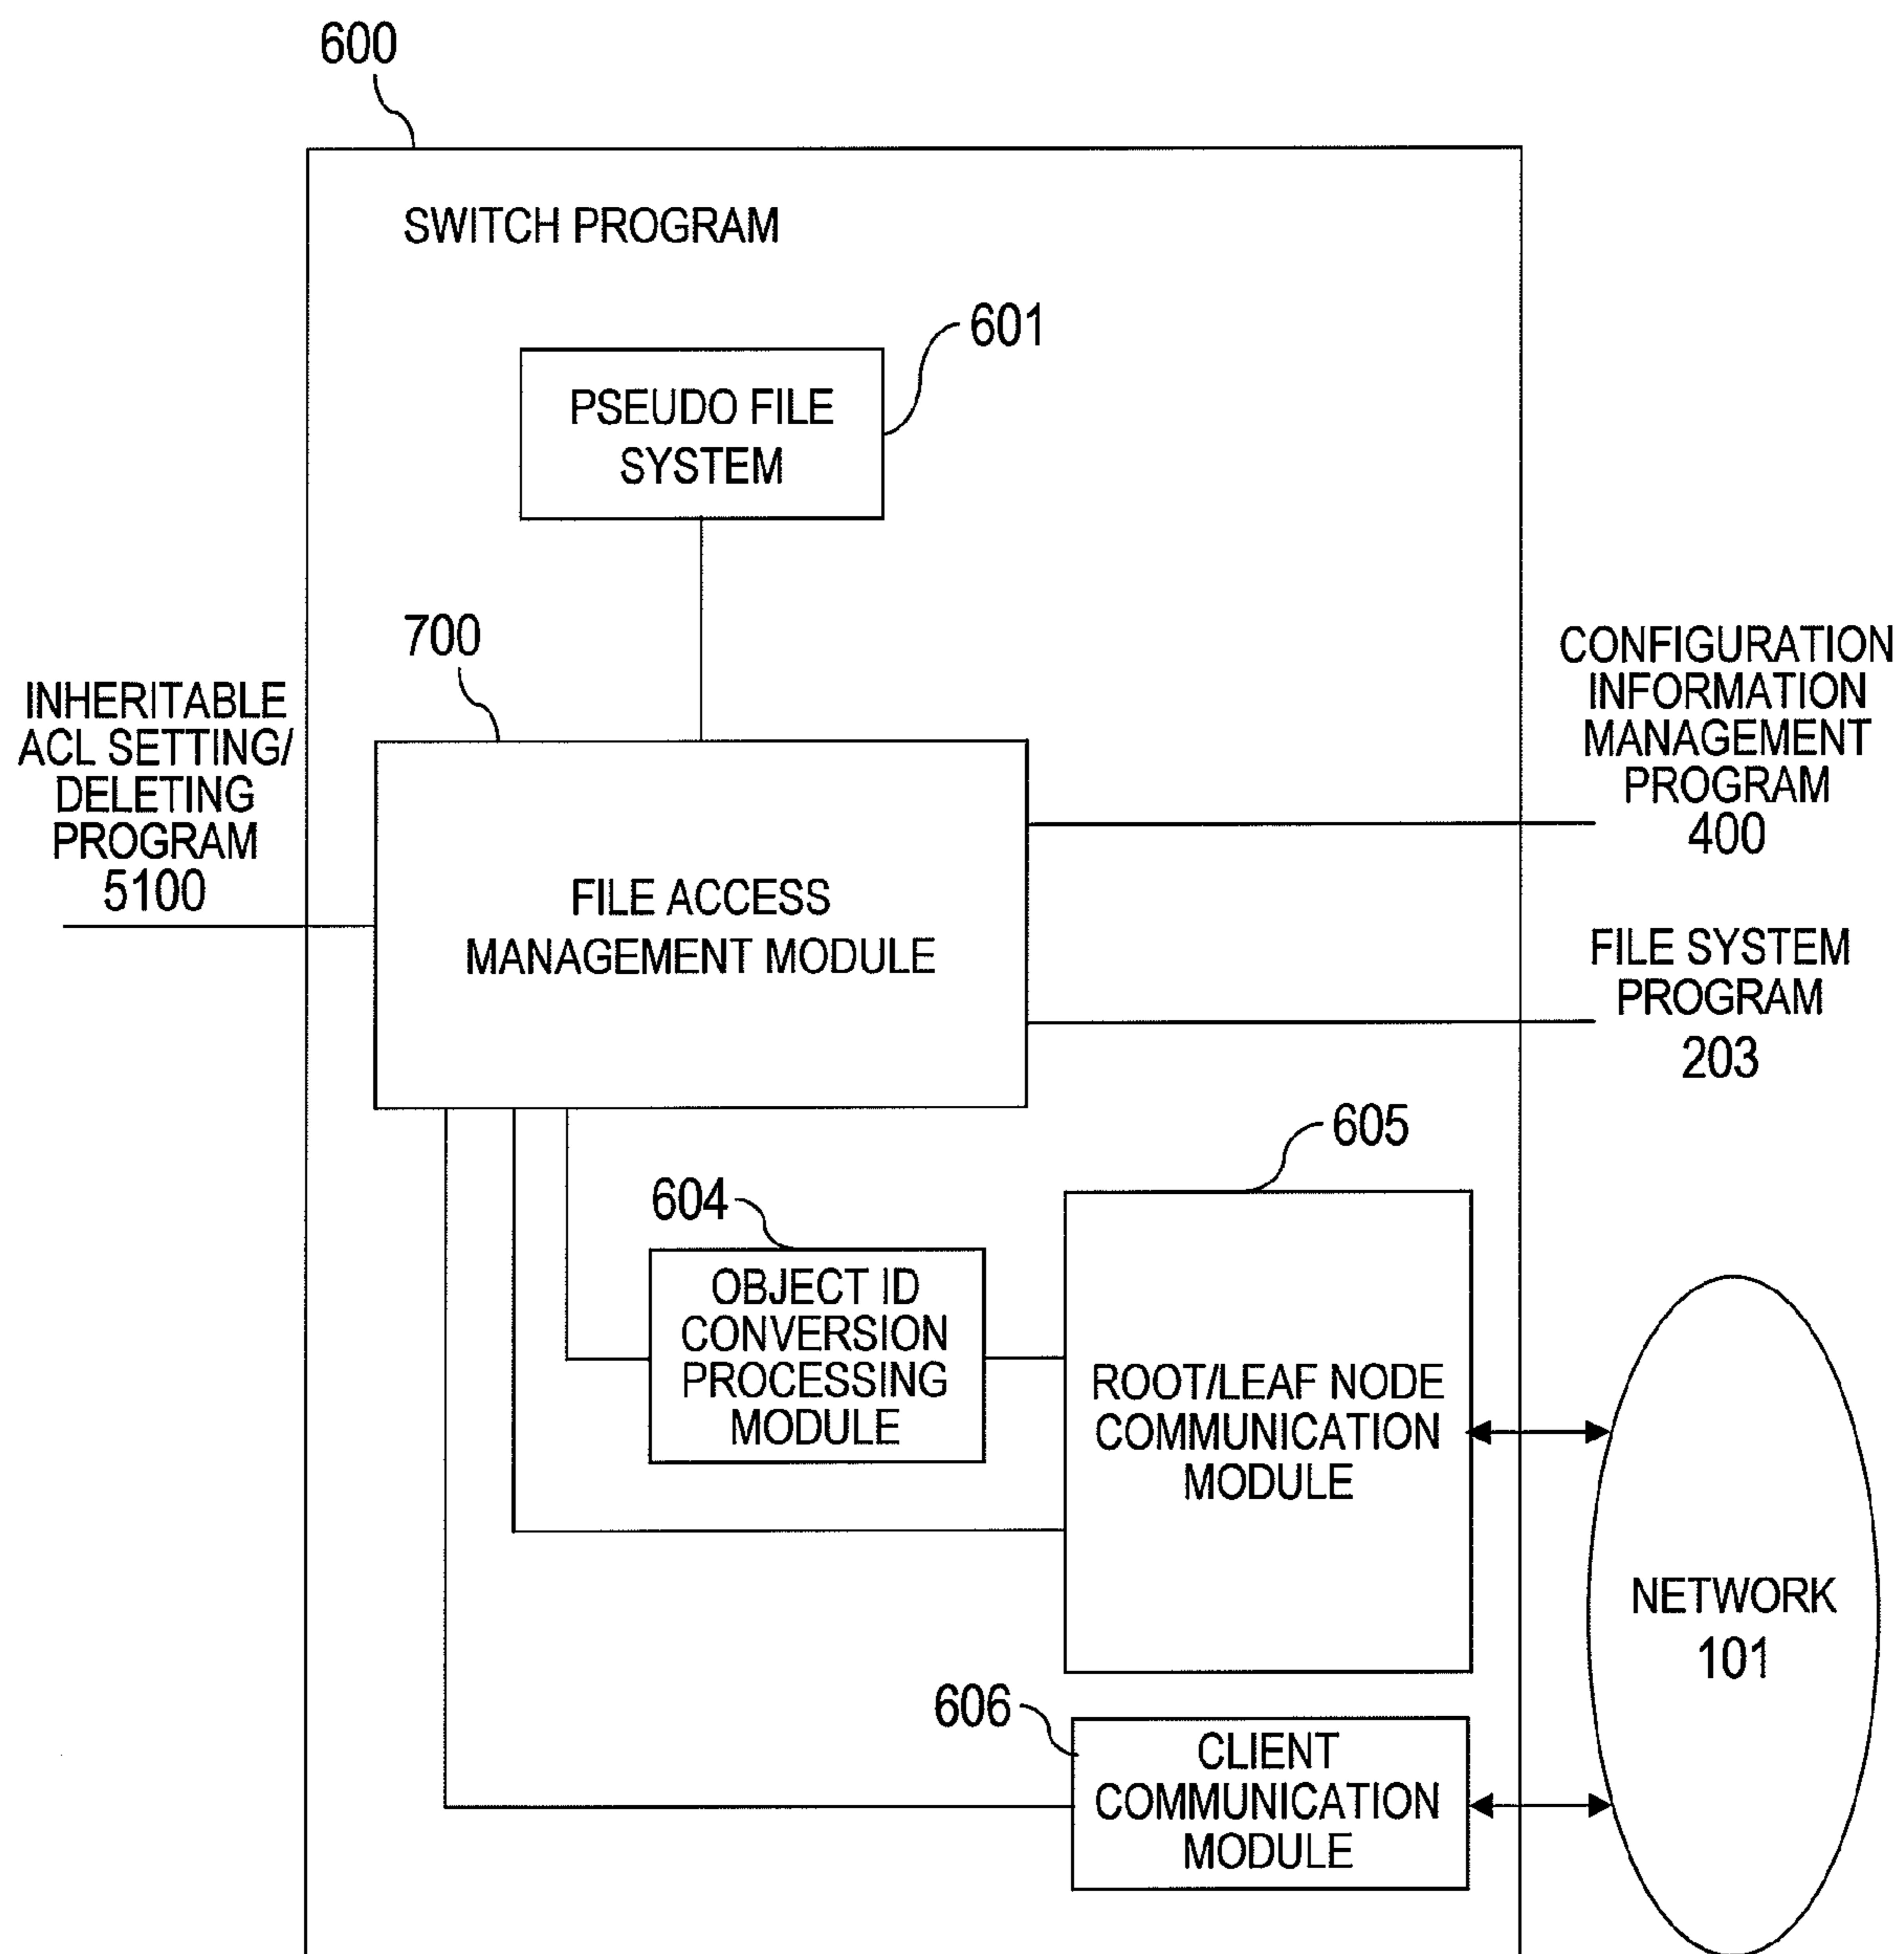 600
SWITCH PROGRAM
601
PSEUDO FILE
SYSTEM
700
INHERITABLE
ACL SETTING/
DELETING
PROGRAM
5100
FILE ACCESS
MANAGEMENT MODULE
CONFIGURATION
INFORMATION
MANAGEMENT
PROGRAM
400
FILE SYSTEM
PROGRAM
203
604
OBJECT ID
CONVERSION
PROCESSING
MODULE
605
ROOT/LEAF NODE
COMMUNICATION
MODULE
606
CLIENT
COMMUNICATION
MODULE
NETWORK
101